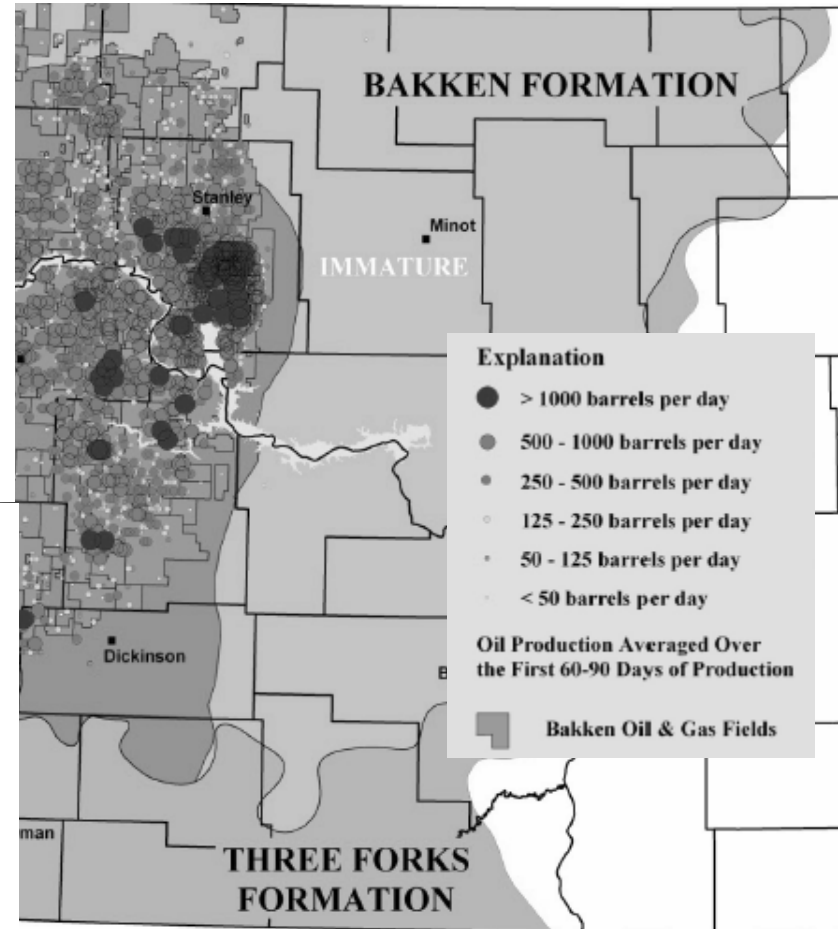 BAKKEN FORMATION
Stanley
Minot
IMMATURE
Explanation
> 1000 barrels per day
500 - 1000 barrels per day
250 - 500 barrels per day
125 - 250 barrels per day
50 - 125 barrels per day
< 50 barrels per day
Oil Production Averaged Over
the First 60-90 Days of Production
Bakken Oil & Gas Fields
Dickinson
B
man
THREE FORKS
FORMATION